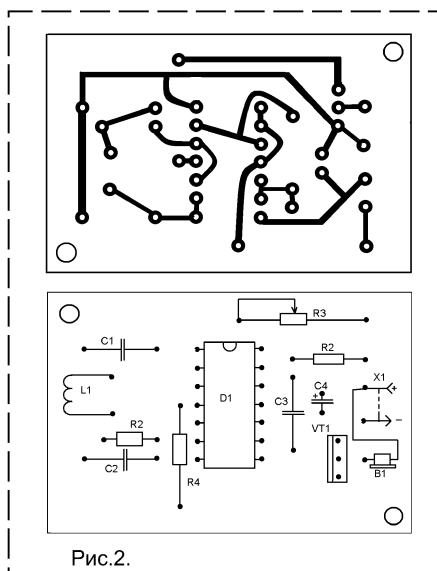 R3
C1
R2
X1
+
L1
D1
C3
+
C4
−
R2
VT1
C2
B1
R4
Рис.2.